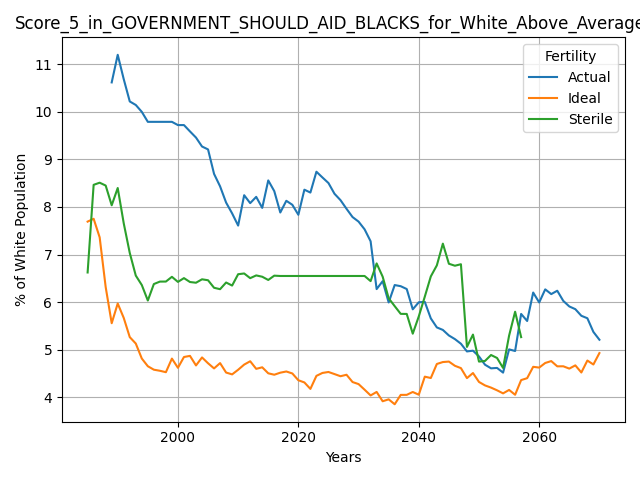 Score_5_in_GOVERNMENT_SHOULD_AID_BLACKS_for_White_Above_Average
Fertility
Actual
Ideal
Sterile
% of White Population
11
10
9
8
7
6
5
4
2000 2020 2040 2060
Years